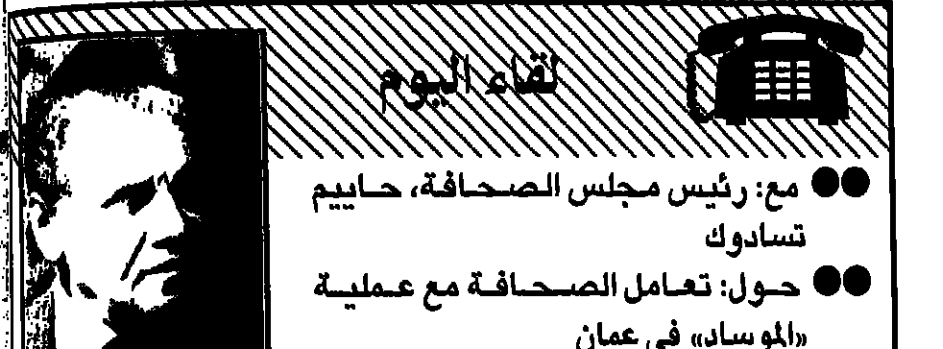 لقاء اليوم
مع: رئيس مجلس الصحافة، حاييم
تسادوك
حول: تعامل الصحافة مع عملية
«الموساد» في عمان